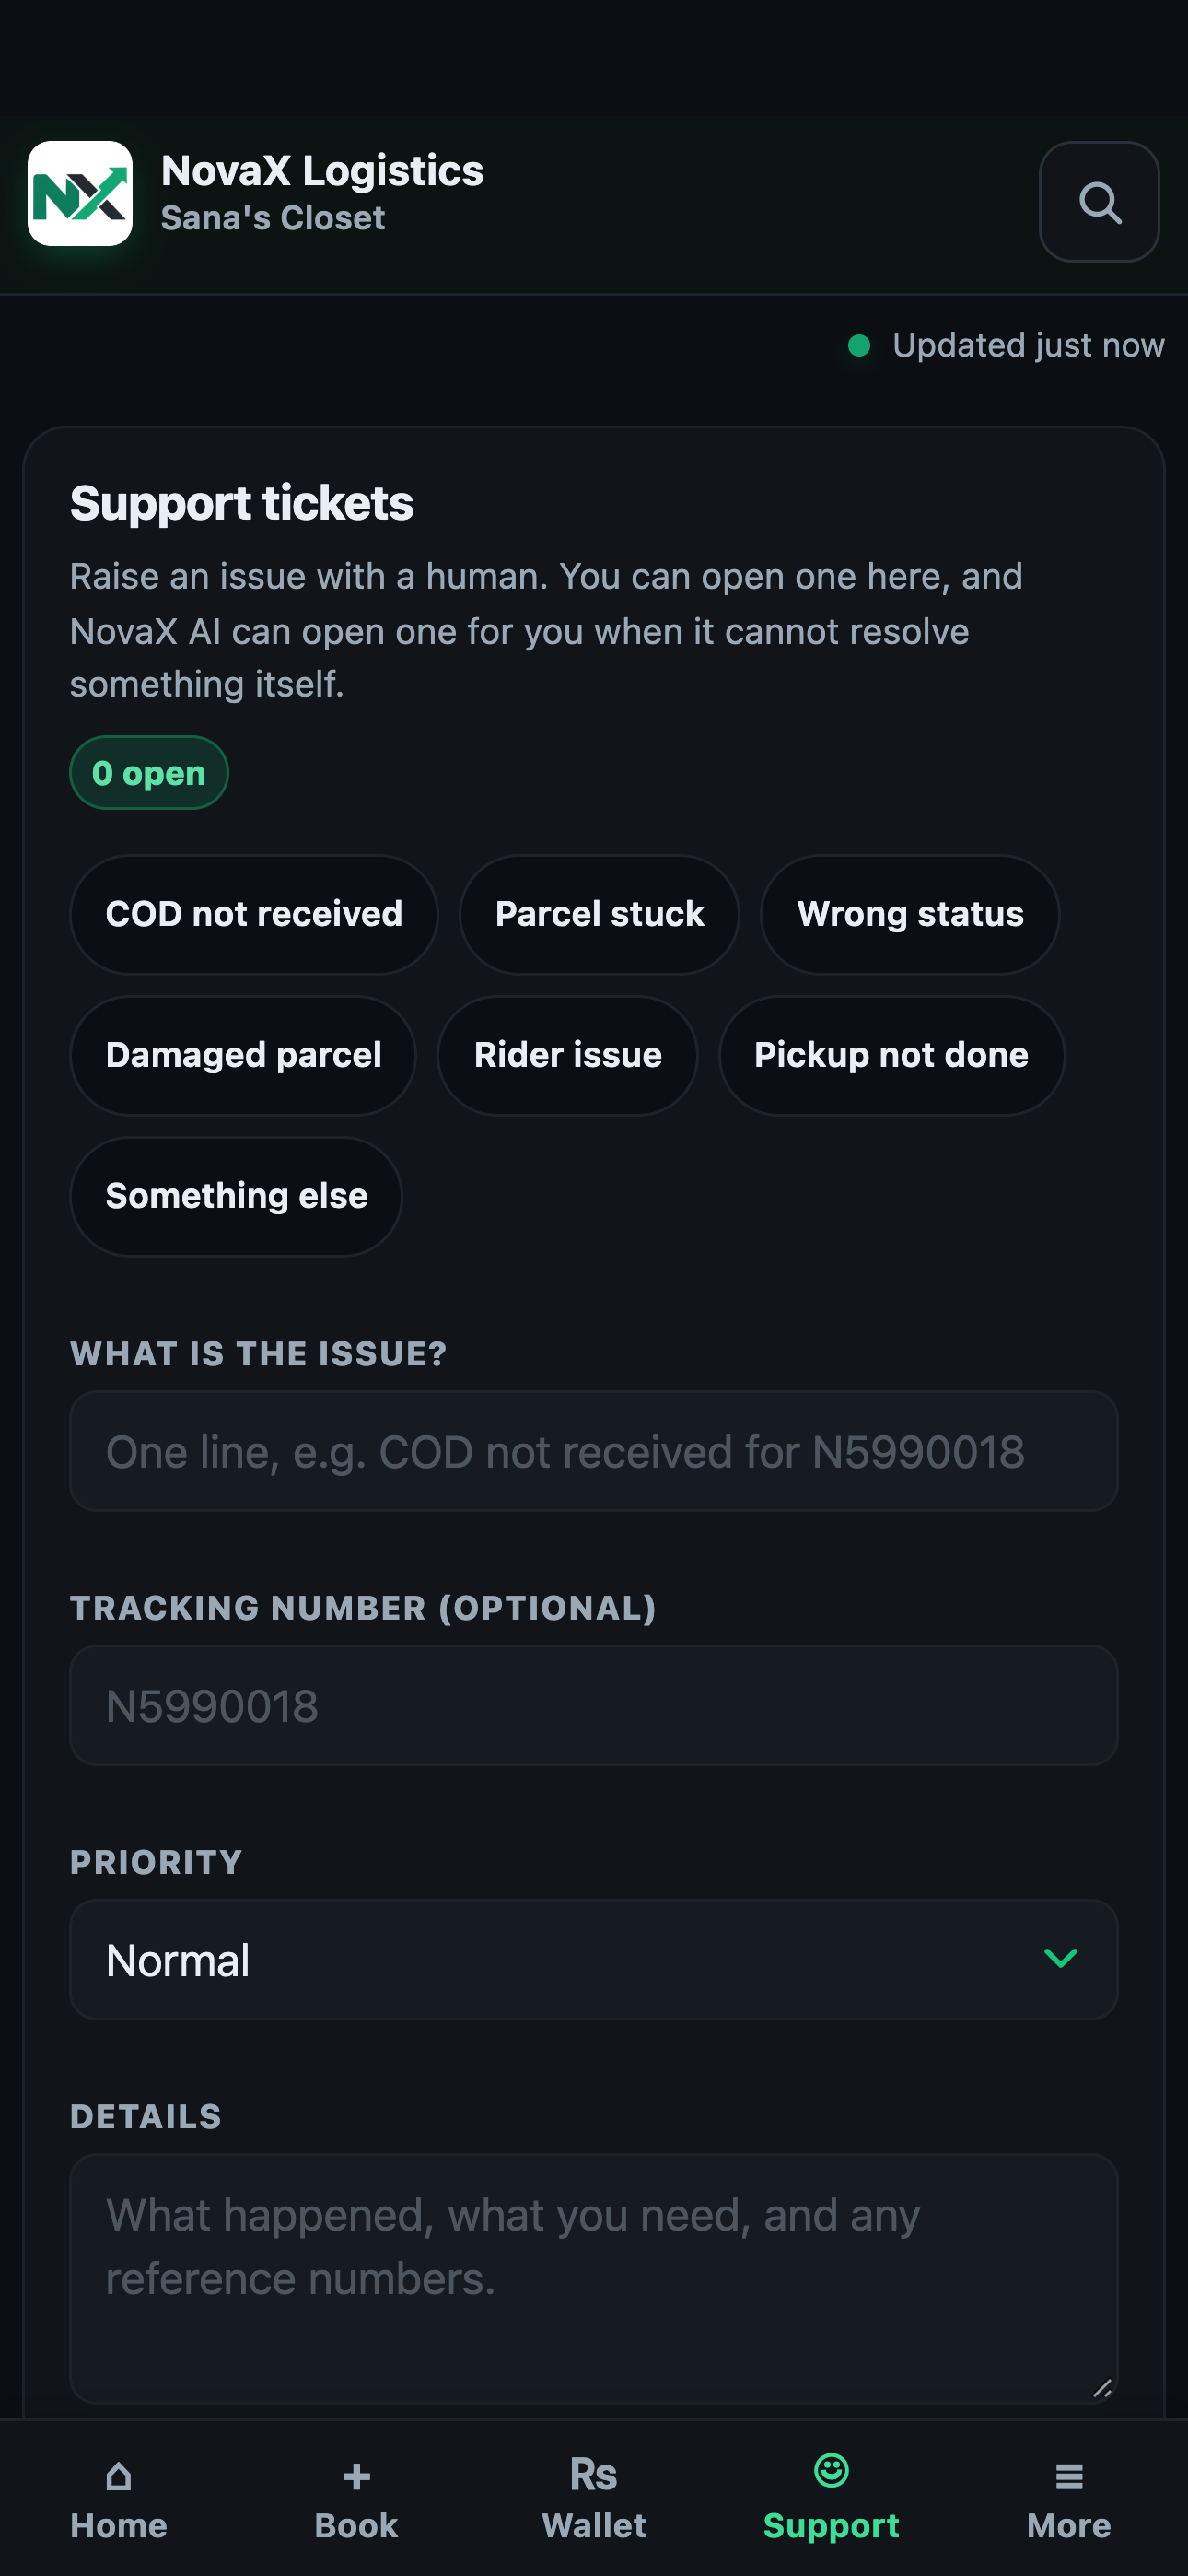 NX
NovaX Logistics
Sana's Closet
Updated just now
Support tickets
Raise an issue with a human. You can open one here, and
NovaX AI can open one for you when it cannot resolve
something itself.
0 open
COD not received
Parcel stuck
Wrong status
Damaged parcel
Rider issue
Pickup not done
Something else
WHAT IS THE ISSUE?
One line, e.g. COD not received for N5990018
TRACKING NUMBER (OPTIONAL)
N5990018
PRIORITY
Normal
DETAILS
What happened, what you need, and any
reference numbers.
Home
Book
₨
Wallet
Support
More